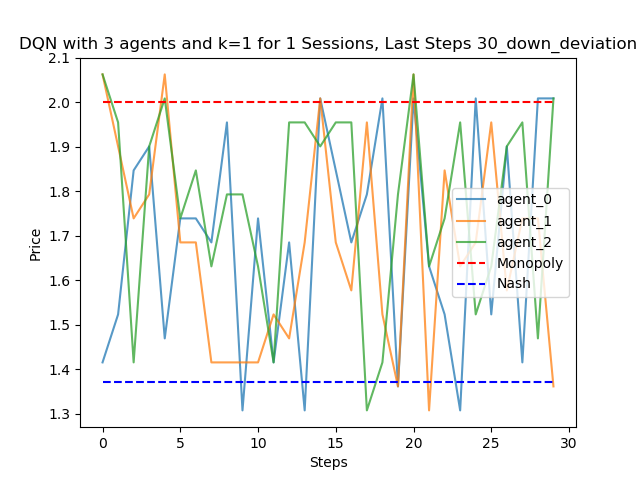 DQN with 3 agents and k=1 for 1 Sessions, Last Steps 30_down_deviation
2.1
2.0
1.9
1.8
1.7
1.6
1.5
1.4
1.3
Price
agent_0
agent_1
agent_2
Monopoly
Nash
0 5 10 15 20 25 30
Steps